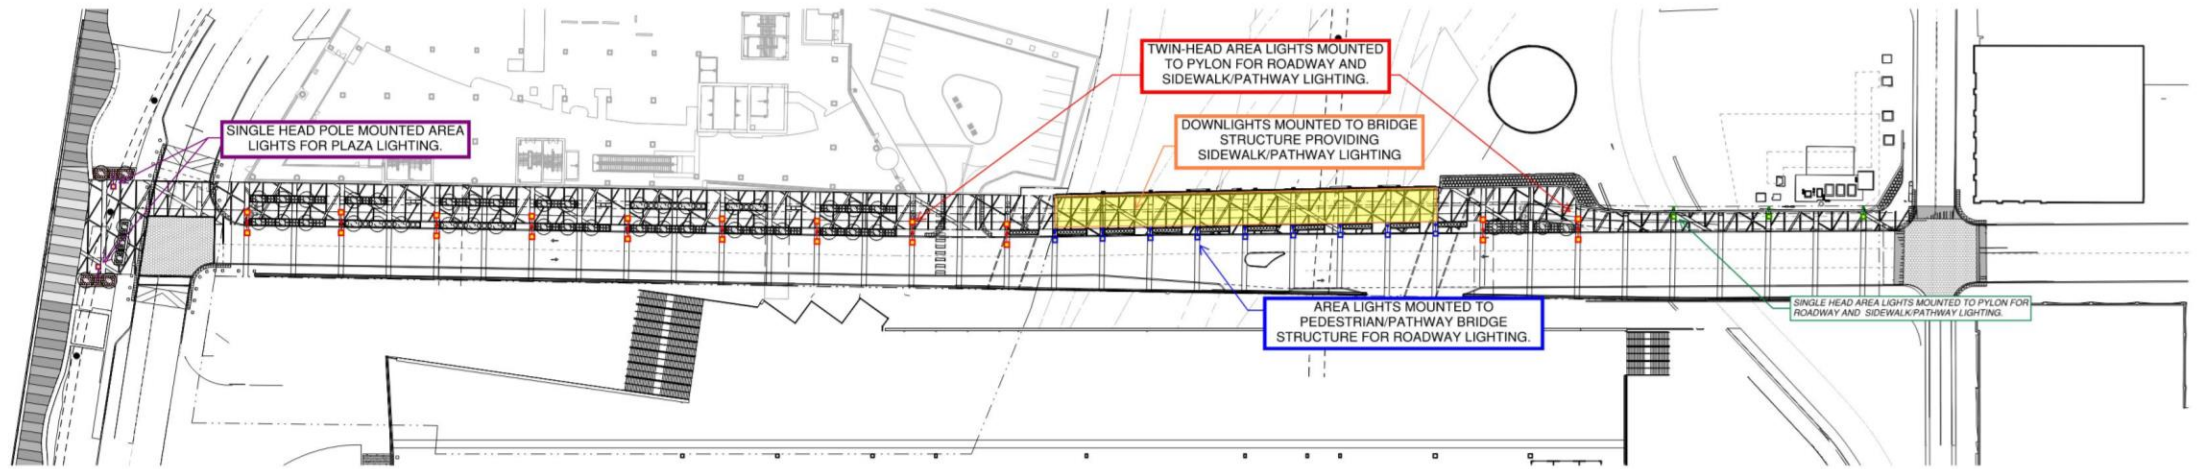 TWIN-HEAD AREA LIGHTS MOUNTED
TO PYLON FOR ROADWAY AND
SIDEWALK/PATHWAY LIGHTING.
SINGLE HEAD POLE MOUNTED AREA
LIGHTS FOR PLAZA LIGHTING.
DOWNLIGHTS MOUNTED TO BRIDGE
STRUCTURE PROVIDING
SIDEWALK/PATHWAY LIGHTING
AREA LIGHTS MOUNTED TO
PEDESTRIAN/PATHWAY BRIDGE
STRUCTURE FOR ROADWAY LIGHTING.
SINGLE HEAD AREA LIGHTS MOUNTED TO PYLON FOR
ROADWAY AND SIDEWALK/PATHWAY LIGHTING.